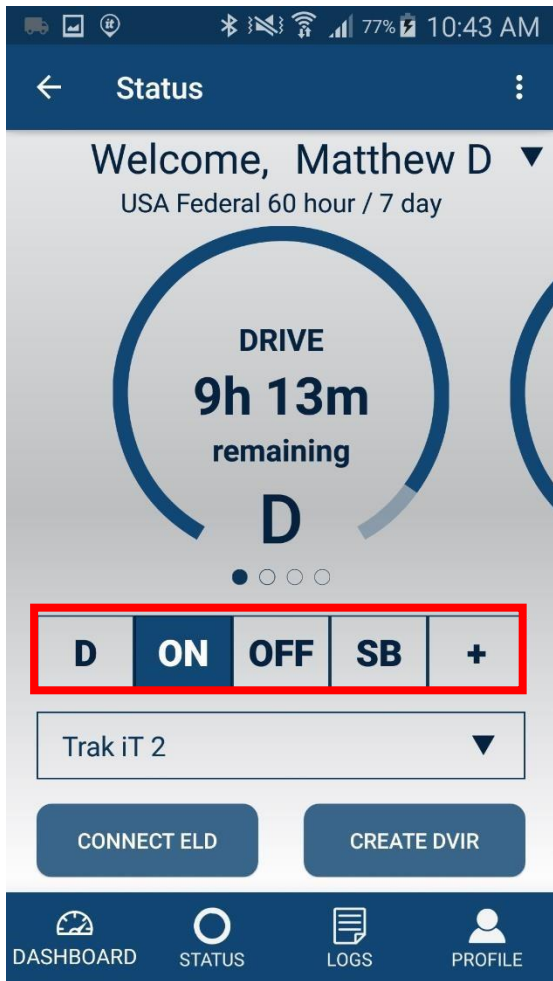 77% 10:43 AM
Status
Welcome, Matthew D
USA Federal 60 hour / 7 day
DRIVE
9h 13m
remaining
D
D ON OFF SB +
Trak iT 2
CONNECT ELD CREATE DVIR
DASHBOARD STATUS LOGS PROFILE